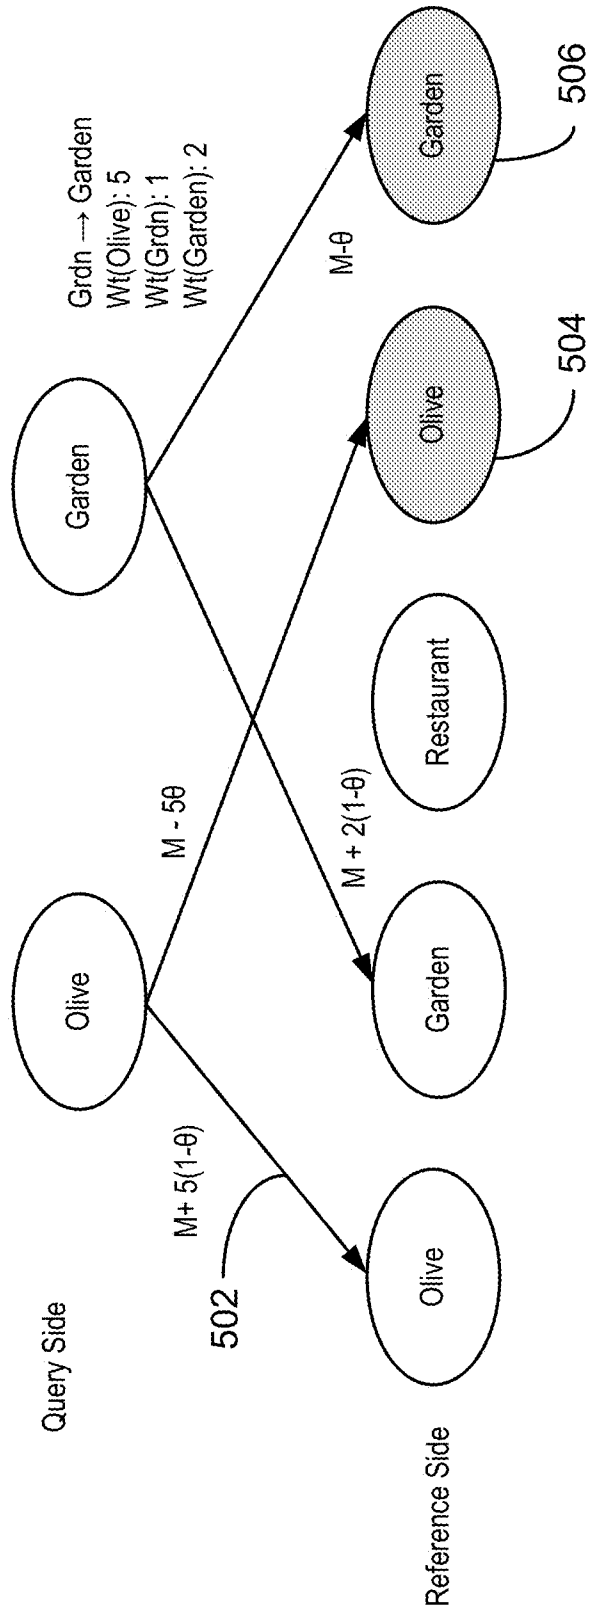 Query Side
Olive
Garden
Grdn → Garden
Wt(Olive): 5
Wt(Grdn): 1
Wt(Garden): 2
502
M+ 5(1-θ)
M - 5θ
M + 2(1-θ)
M-θ
Reference Side
Olive
Garden
Restaurant
Olive
Garden
504
506